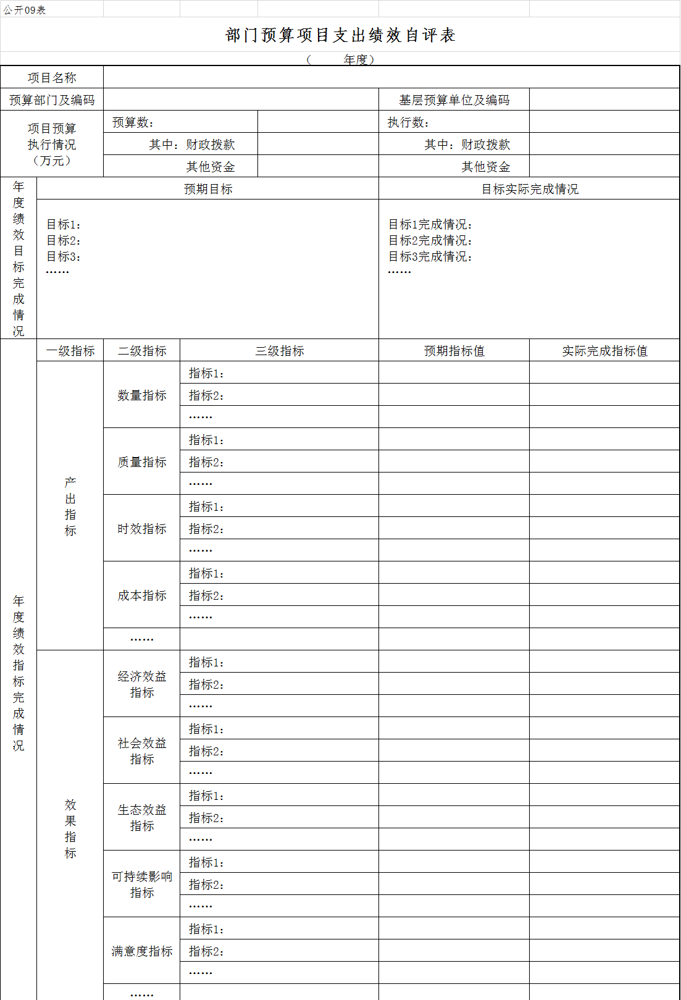 公开09表
部门预算项目支出绩效自评表
（  年度）
项目名称
预算部门及编码
基层预算单位及编码
项目预算
执行情况
（万元）
预算数：
执行数：
其中：财政拨款
其中：财政拨款
其他资金
其他资金
年度绩效目标完成情况
预期目标
目标实际完成情况
目标1：
目标2：
目标3：
……
目标1完成情况：
目标2完成情况：
目标3完成情况：
……
年度绩效指标完成情况
一级指标
二级指标
三级指标
预期指标值
实际完成指标值
产出指标
数量指标
指标1：
指标2：
……
质量指标
指标1：
指标2：
……
时效指标
指标1：
指标2：
……
成本指标
指标1：
指标2：
……
……
效果指标
经济效益
指标
指标1：
指标2：
……
社会效益
指标
指标1：
指标2：
……
生态效益
指标
指标1：
指标2：
……
可持续影响
指标
指标1：
指标2：
……
满意度指标
指标1：
指标2：
……
……